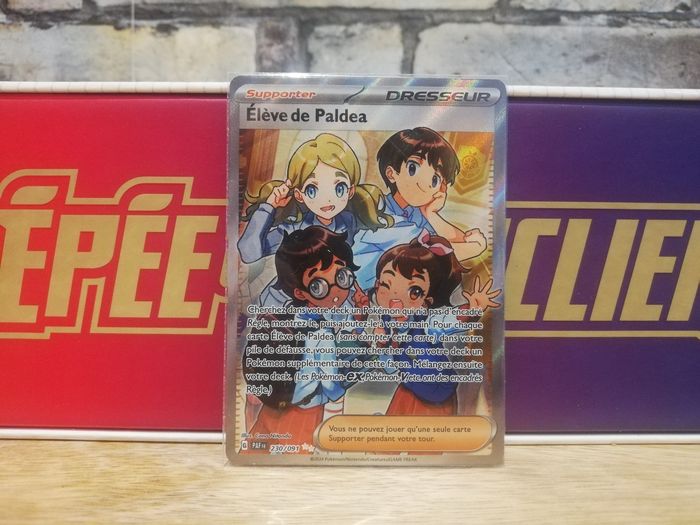 Supporter
DRESSEUR
Élève de Paldea
ÉPÉE
CLIER
Cherchez dans votre deck un Pokémon qui n'a pas d'encadré
Règle, montrez-le, puis ajoutez-le à votre main. Pour chaque
carte Élève de Paldea (sans compter cette carte) dans votre
pile de défausse, vous pouvez chercher dans votre deck un
Pokémon supplémentaire de cette façon. Mélangez ensuite
votre deck. (Les Pokémon-ex, Pokémon-V, etc. ont des encadrés
Règle.)
Vous ne pouvez jouer qu'une seule carte
Supporter pendant votre tour.
G PAF FR 230/091
©2024 Pokémon/Nintendo/Creatures/GAME FREAK